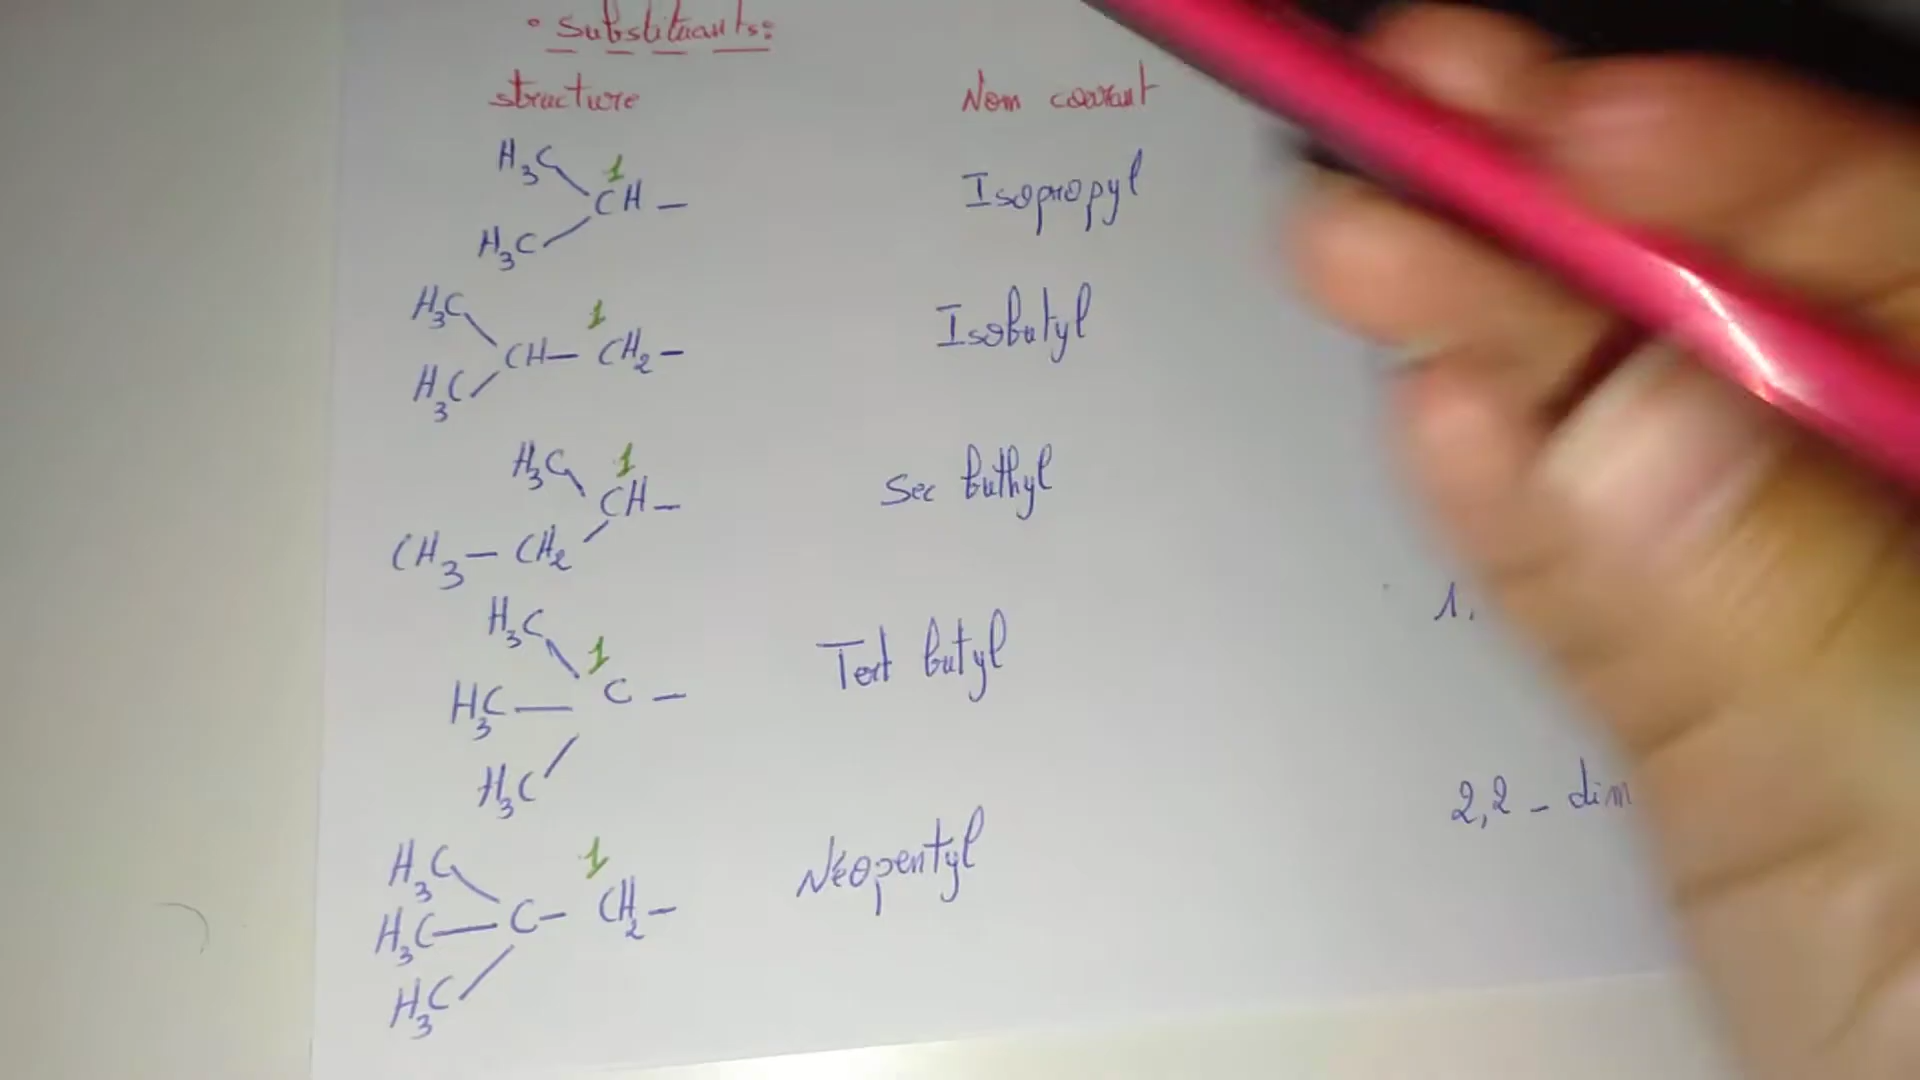 • Substituants:
structure Nom courant
H3C 1
CH - Isopropyl
H3C
H3C 1
CH - CH2 - Isobutyl
H3C
H3C 1
CH - Sec buthyl
CH3 - CH2
H3C 1
H3C - C - Tert butyl
1.
H3C
2,2 - dim
H3C 1
H3C - C - CH2 - Néopentyl
H3C